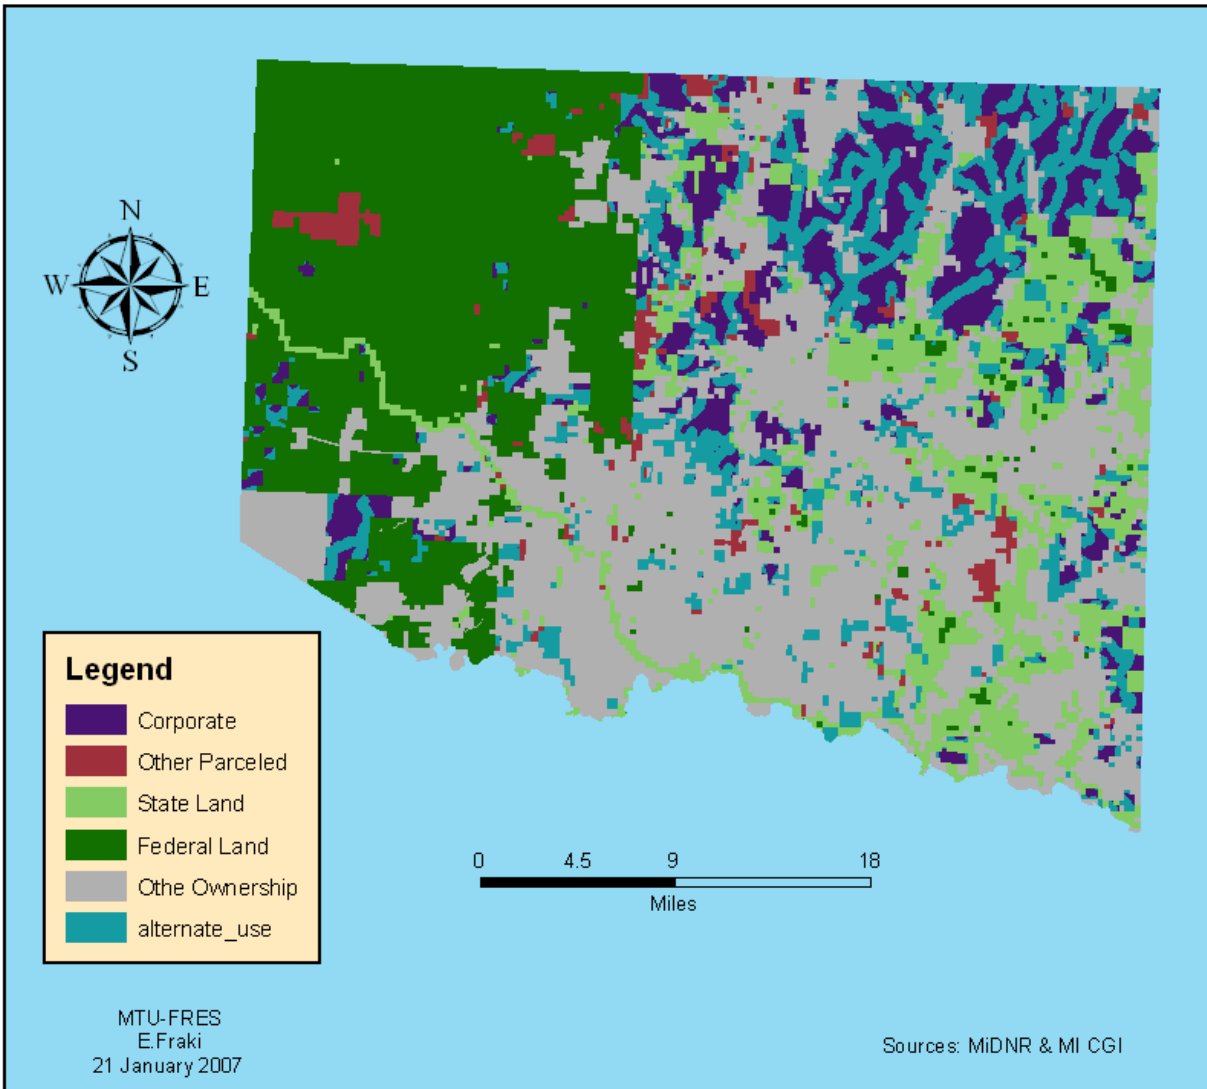 N
W E
S
Legend
Corporate
Other Parceled
State Land
Federal Land
Othe Ownership
alternate_use
0 4.5 9 18
Miles
MTU-FRES
E.Fraki
21 January 2007
Sources: MiDNR & MI CGI